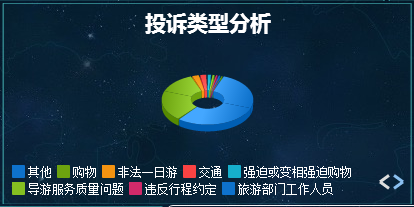 投诉类型分析
其他 购物 非法一日游 交通 强迫或变相强迫购物
导游服务质量问题 违反行程约定 旅游部门工作人员